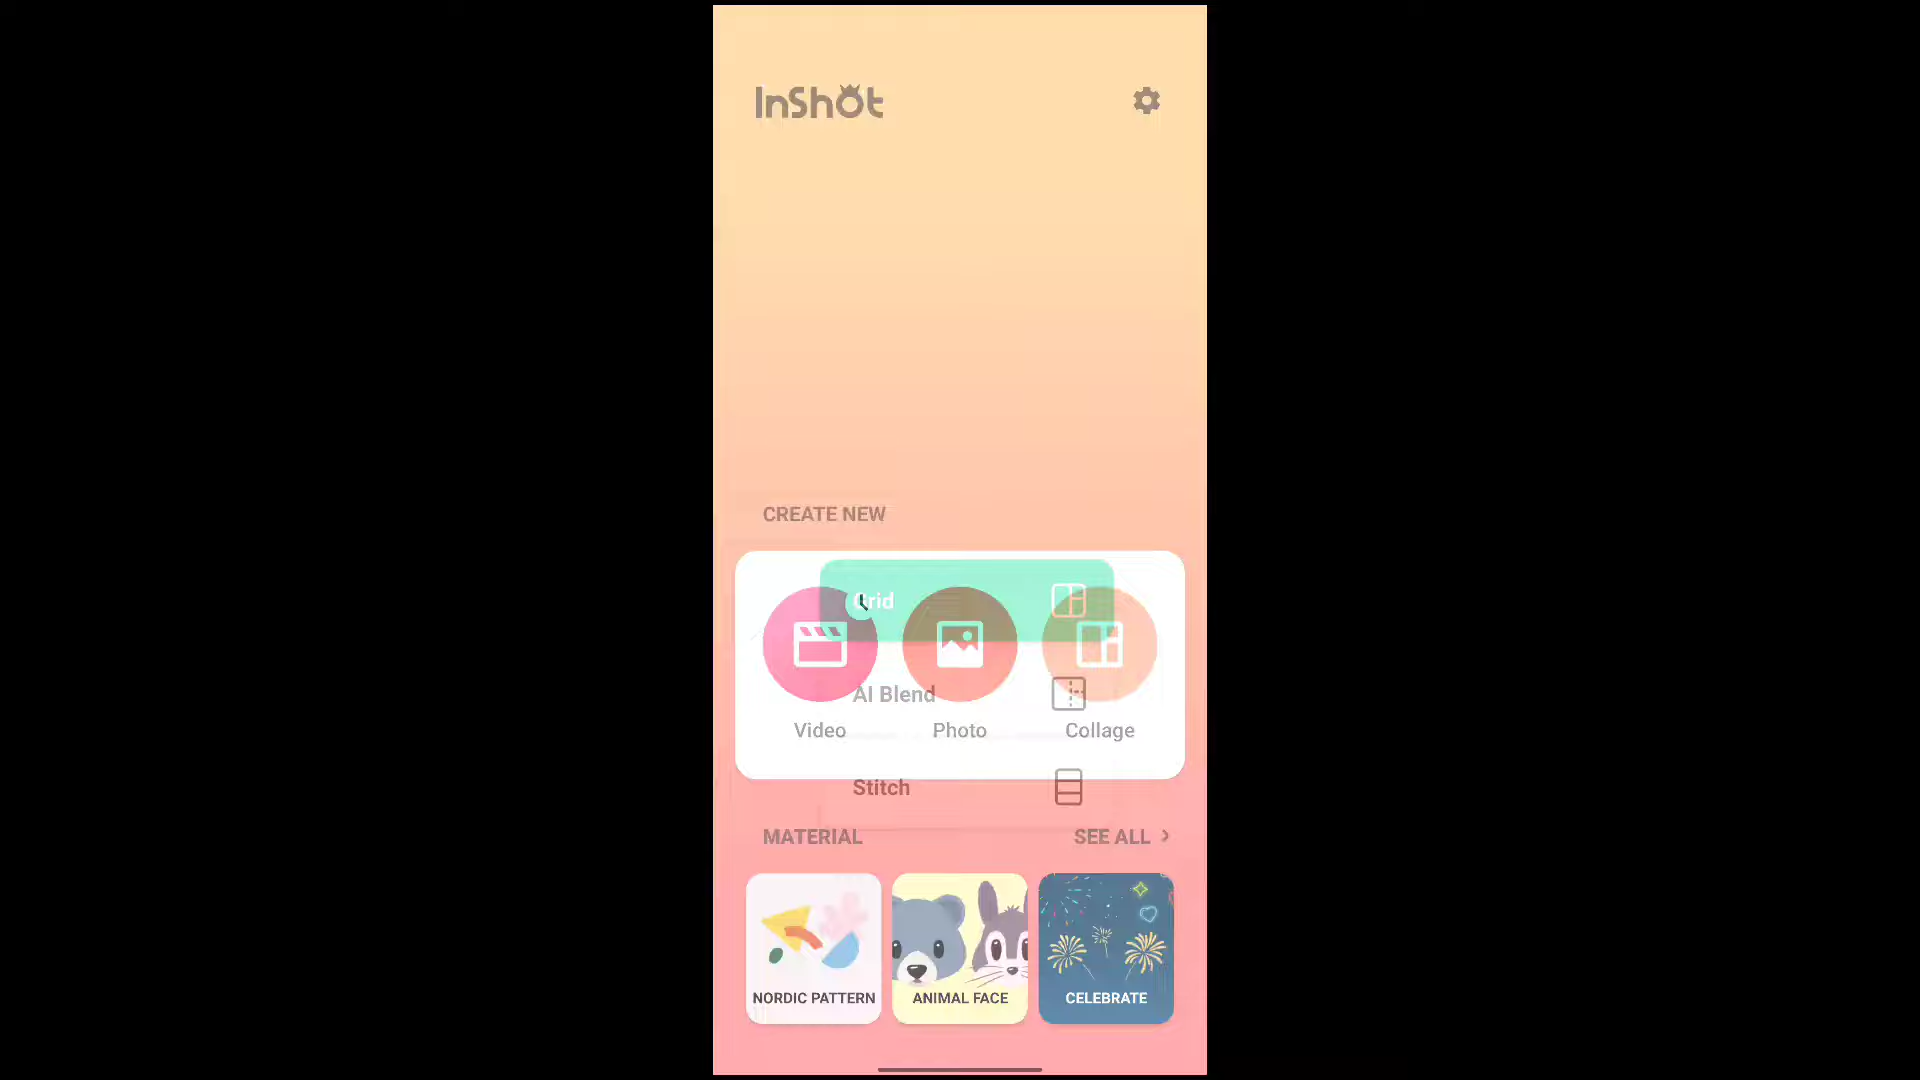 InShot
CREATE NEW
Grid
AI Blend
Video
Photo
Collage
Stitch
MATERIAL
SEE ALL
NORDIC PATTERN
ANIMAL FACE
CELEBRATE